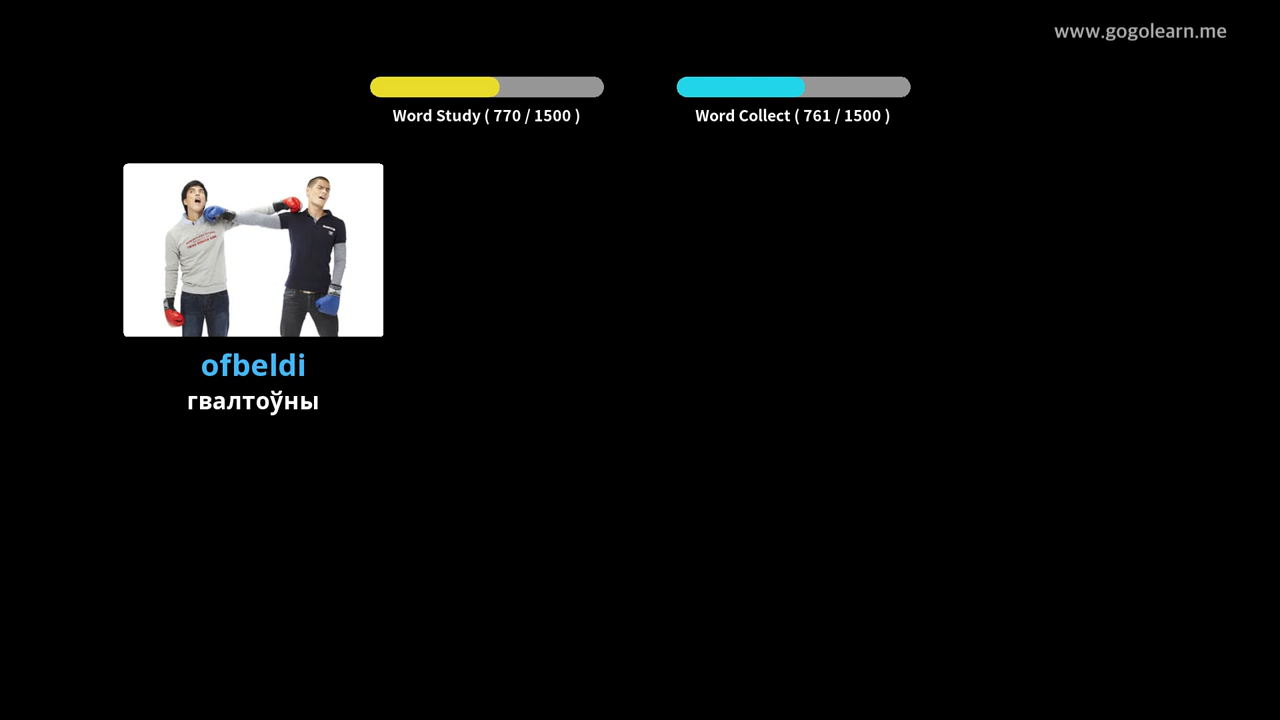 www.gogolearn.me
Word Study ( 770 / 1500 )
Word Collect ( 761 / 1500 )
ofbeldi
гвалтоўны